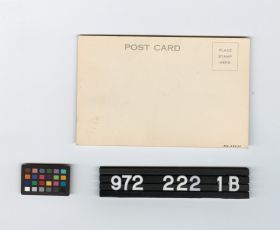 POST CARD
PLACE
STAMP
HERE
972 222 1B